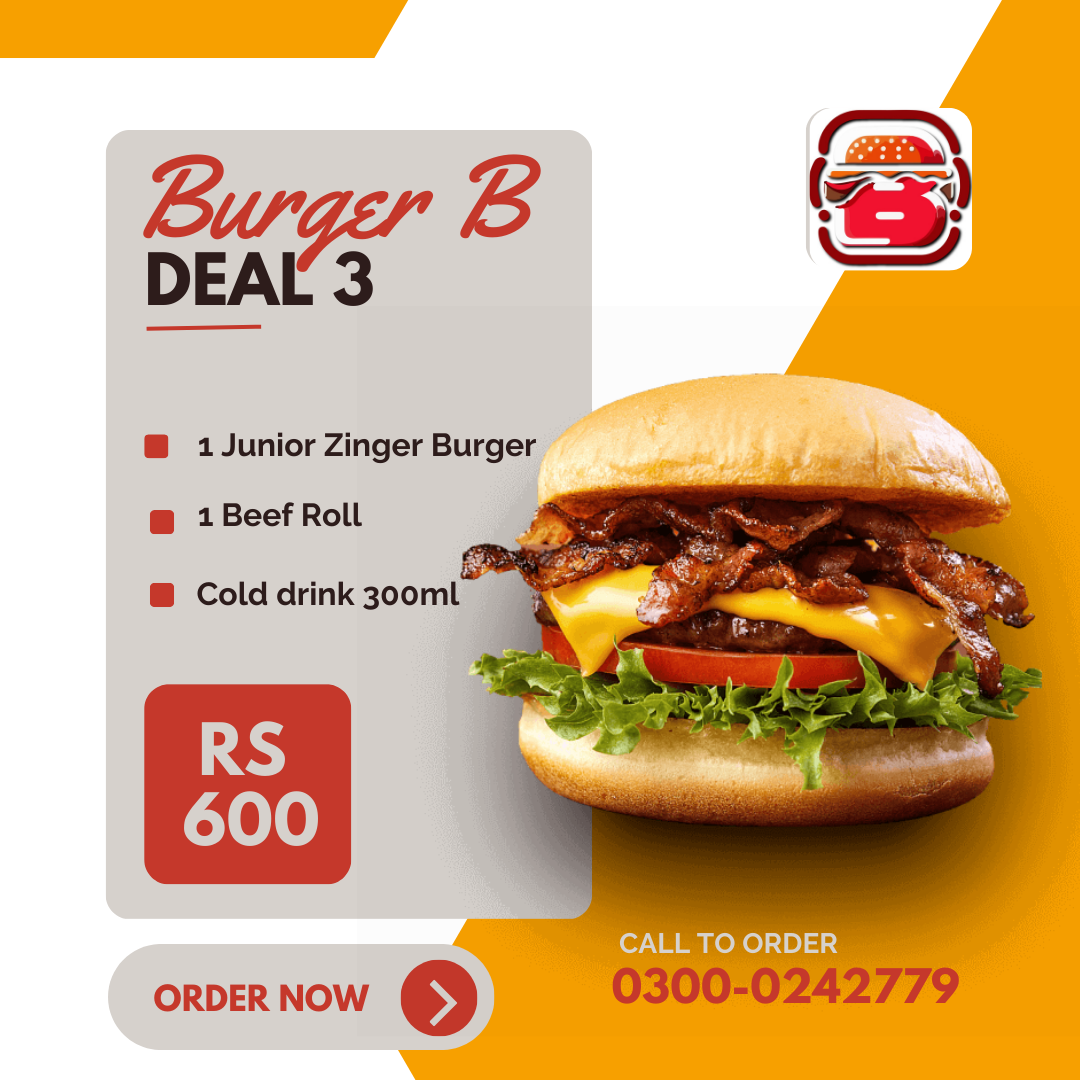 Burger B
DEAL 3
1 Junior Zinger Burger
1 Beef Roll
Cold drink 300ml
RS
600
ORDER NOW
CALL TO ORDER
0300-0242779